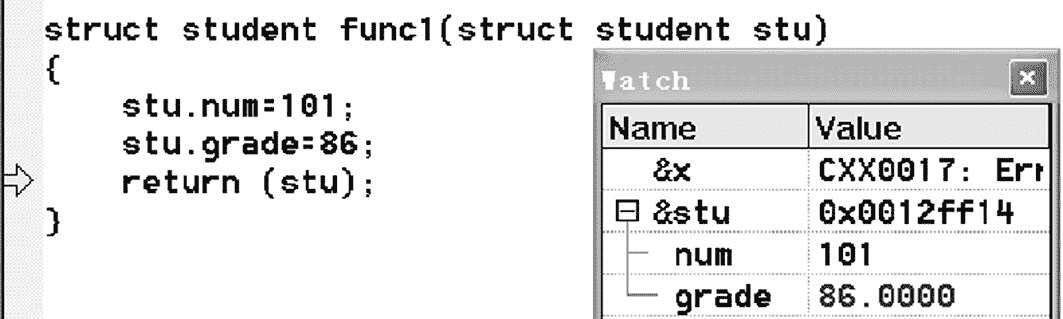 struct student func1(struct student stu)
{
stu.num=101;
stu.grade=86;
return (stu);
}
Watch
Name Value
&x CXX0017: Err
&stu 0x0012ff14
num 101
grade 86.0000